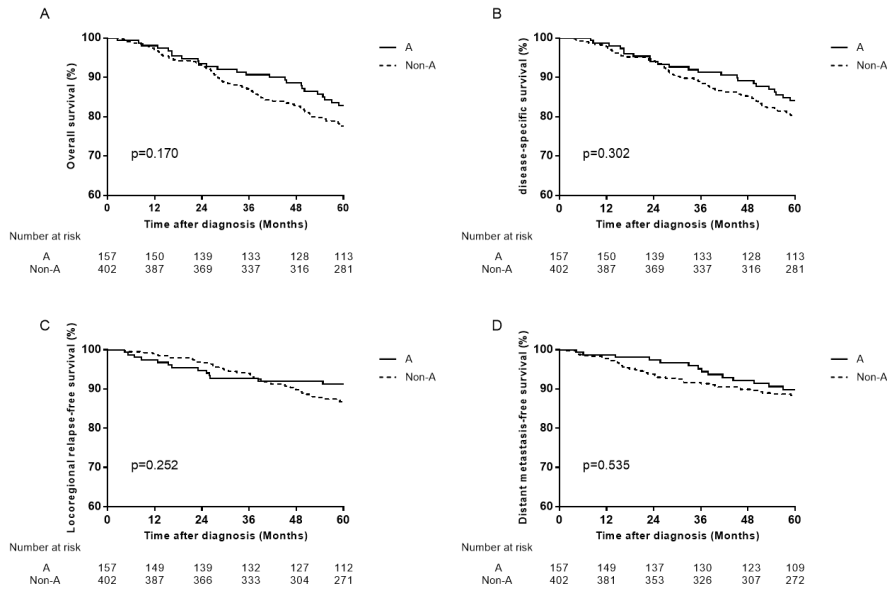 A
100
90
80
70
60
Overall survival (%)
p=0.170
A
Non-A
0 12 24 36 48 60
Time after diagnosis (Months)
Number at risk
A 157 150 139 133 128 113
Non-A 402 387 369 337 316 281
B
100
90
80
70
60
disease-specific survival (%)
p=0.302
A
Non-A
0 12 24 36 48 60
Time after diagnosis (Months)
Number at risk
A 157 150 139 133 128 113
Non-A 402 387 369 337 316 281
C
100
90
80
70
60
Locoregional relapse-free survival (%)
p=0.252
A
Non-A
0 12 24 36 48 60
Time after diagnosis (Months)
Number at risk
A 157 149 139 132 127 112
Non-A 402 387 366 333 304 271
D
100
90
80
70
60
Distant metastasis-free survival (%)
p=0.535
A
Non-A
0 12 24 36 48 60
Time after diagnosis (Months)
Number at risk
A 157 149 137 130 123 109
Non-A 402 381 353 326 307 272